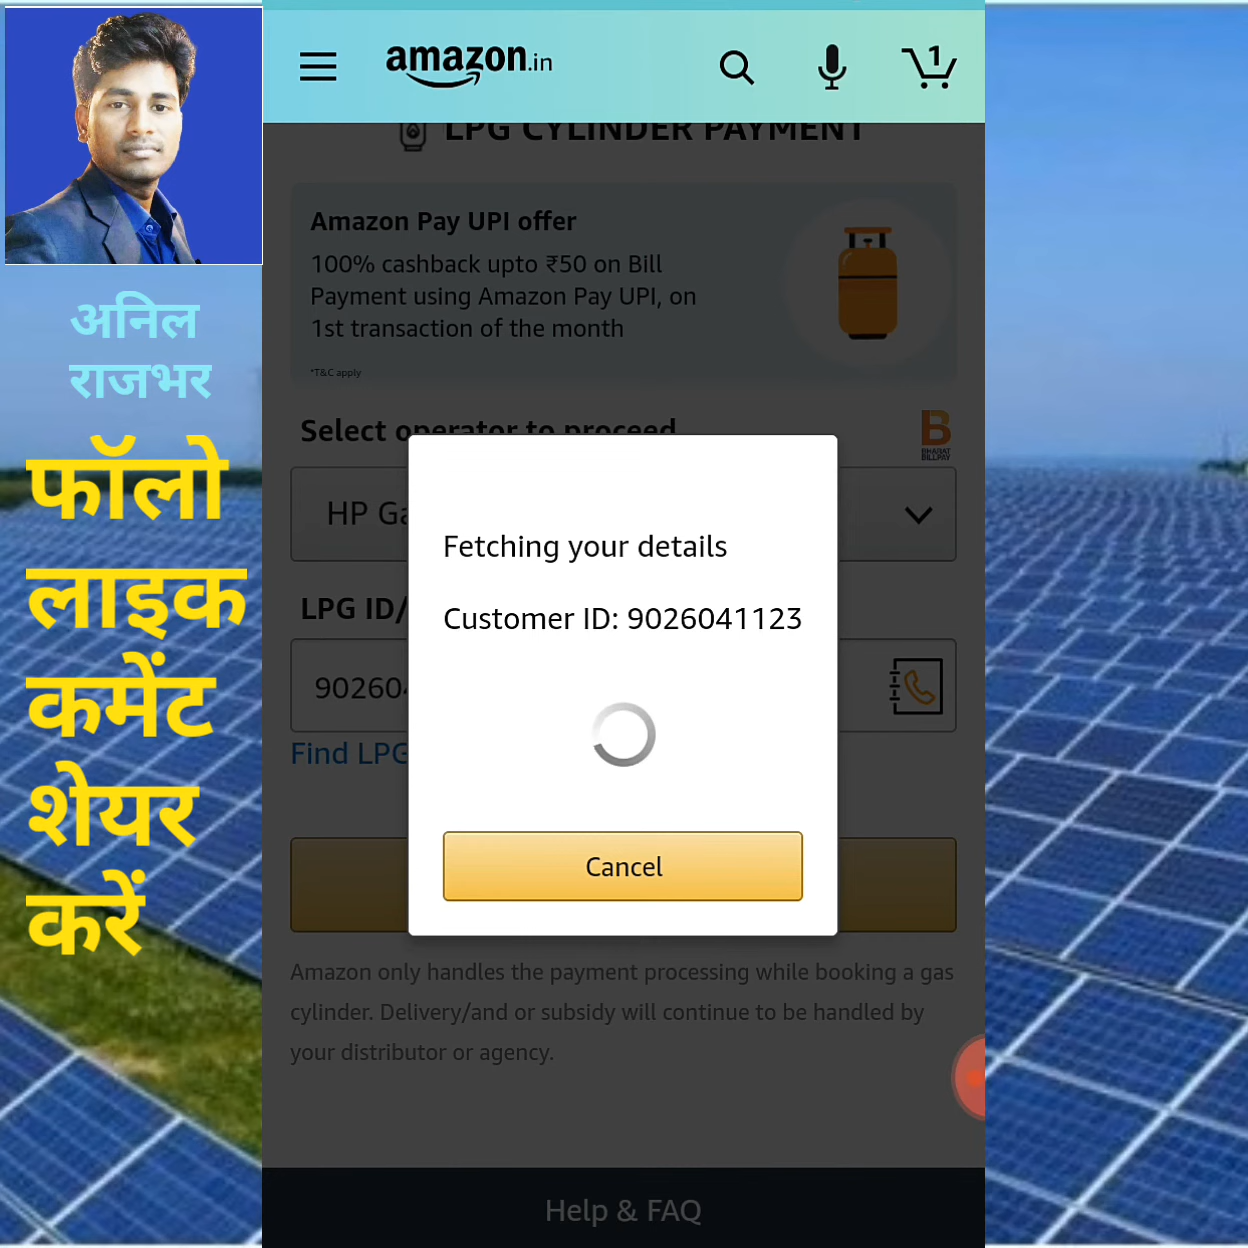 amazon.in
1
LPG CYLINDER PAYMENT
Amazon Pay UPI offer
100% cashback upto ₹50 on Bill
Payment using Amazon Pay UPI, on
1st transaction of the month
*T&C apply
अनिल
राजभर
फॉलो
लाइक
कमेंट
शेयर
करें
Select operator to proceed
B
BHARAT
BILLPAY
HP Ga
LPG ID/
90260
Find LPG
Fetching your details
Customer ID: 9026041123
Cancel
Amazon only handles the payment processing while booking a gas
cylinder. Delivery/and or subsidy will continue to be handled by
your distributor or agency.
Help & FAQ